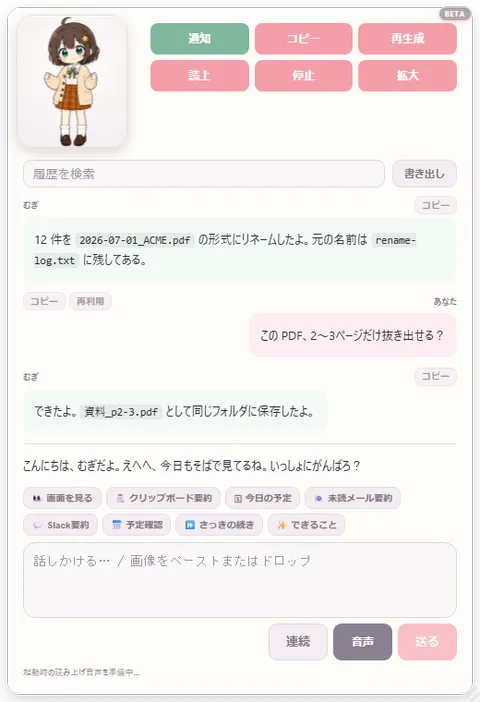 BETA
通知 コピー 再生成
読上 停止 拡大
履歴を検索 書き出し
むぎ コピー
12 件を 2026-07-01_ACME.pdf の形式にリネームしたよ。元の名前は rename-
log.txt に残してある。
コピー 再利用 あなた
この PDF、2〜3ページだけ抜き出せる？
むぎ コピー
できたよ。資料_p2-3.pdf として同じフォルダに保存したよ。
こんにちは、むぎだよ。えへへ、今日もそばで見てるね。いっしょにがんばろ？
👀 画面を見る 📋 クリップボード要約 🗓 今日の予定 📧 未読メール要約
💬 Slack要約 📅 予定確認 ⏩ さっきの続き ✨ できること
話しかける… / 画像をペーストまたはドロップ
連続 音声 送る
起動時の読み上げ音声を準備中…